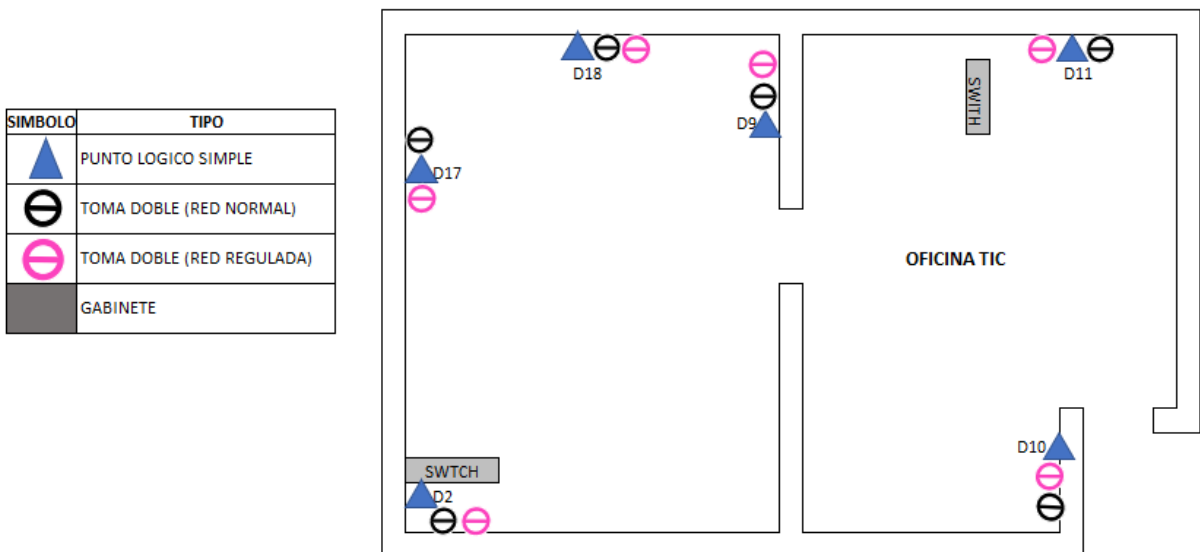 SIMBOLO TIPO
PUNTO LOGICO SIMPLE
TOMA DOBLE (RED NORMAL)
TOMA DOBLE (RED REGULADA)
GABINETE
D18
D9
D17
SWTCH
D2
SWITH
D11
OFICINA TIC
D10